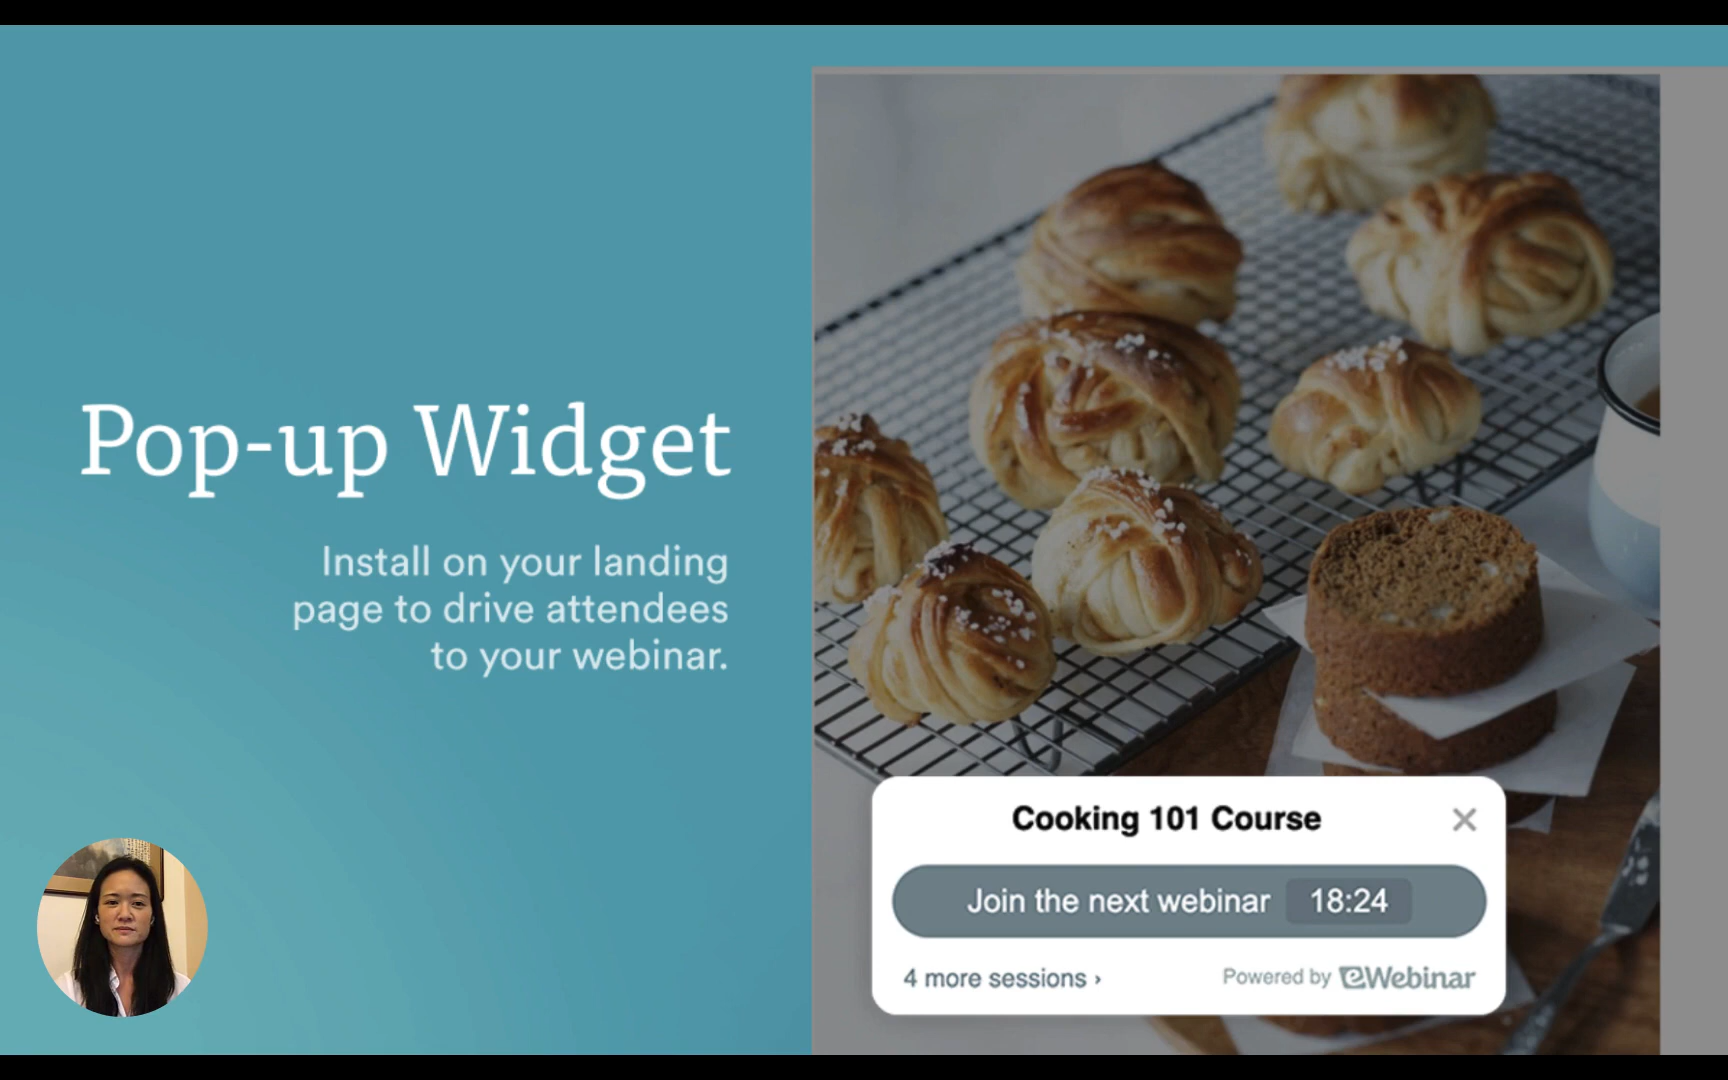 Pop-up Widget
Install on your landing
page to drive attendees
to your webinar.
Cooking 101 Course
Join the next webinar 18:24
4 more sessions ›
Powered by eWebinar